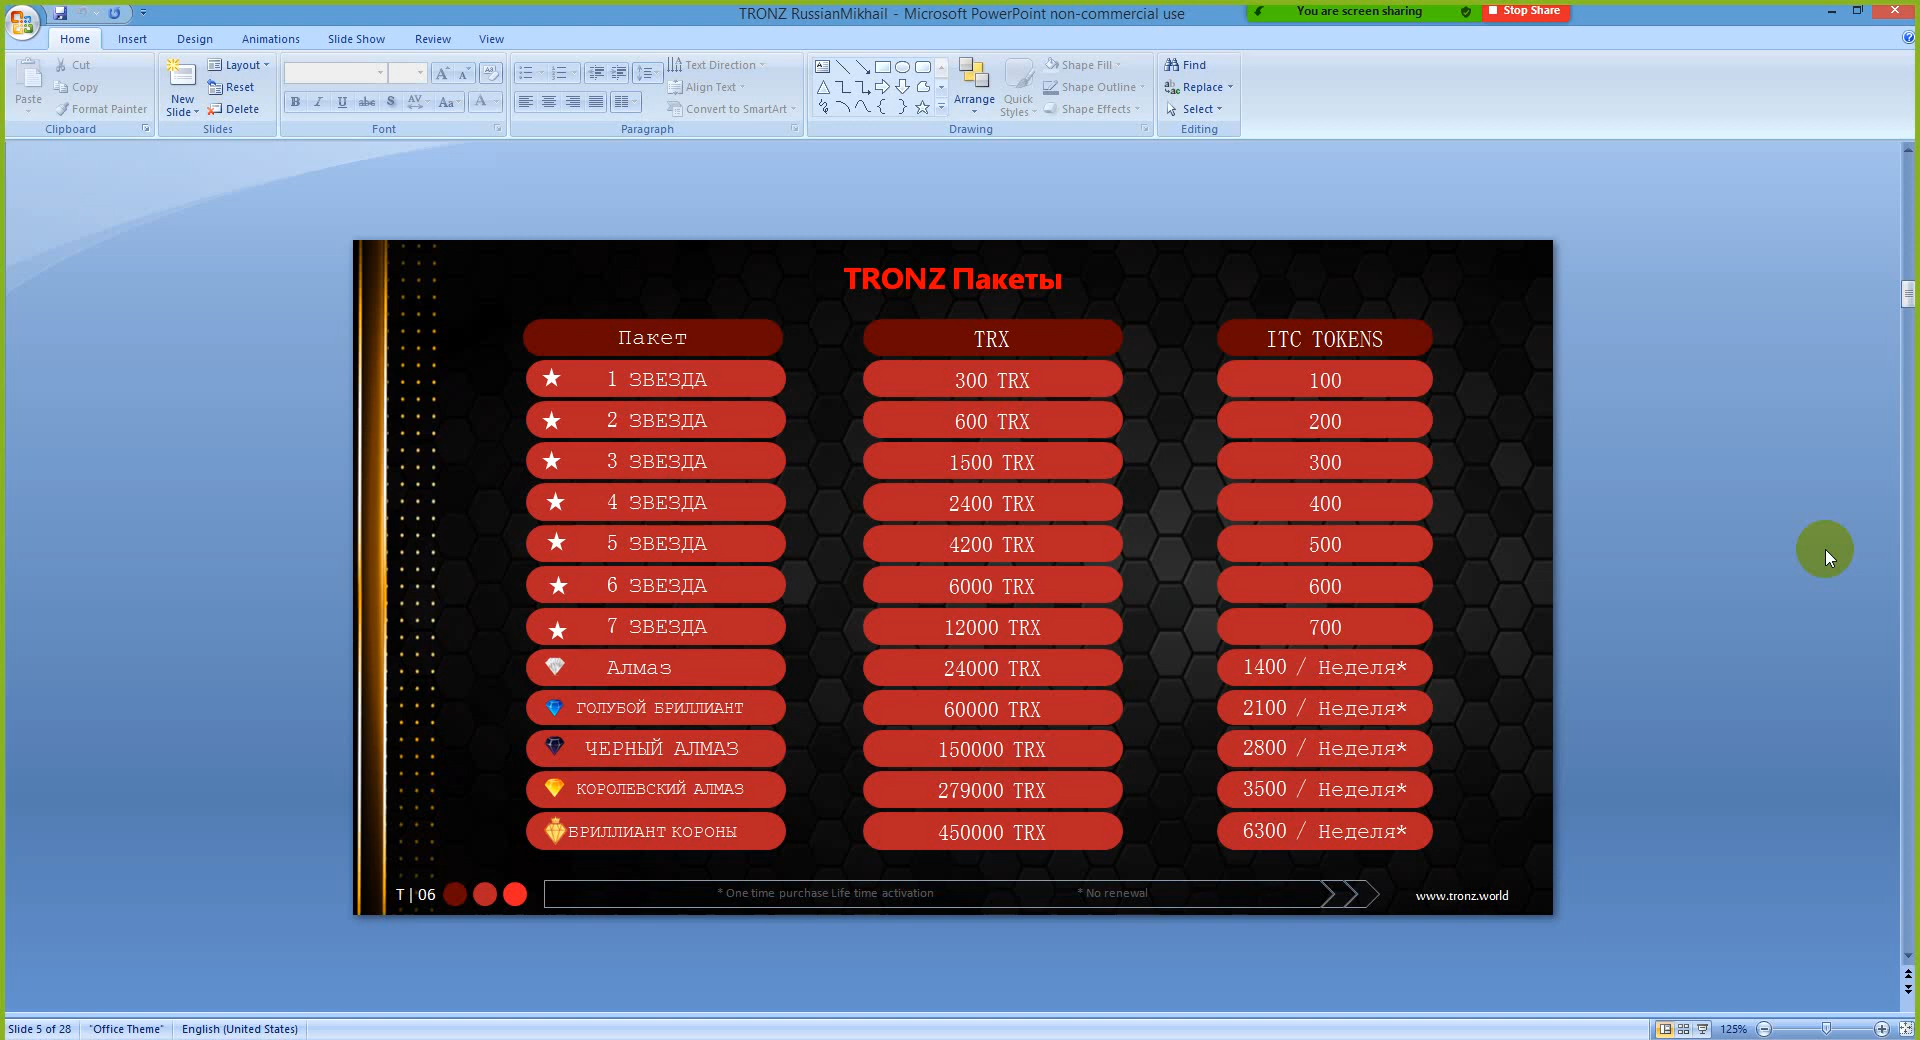 TRONZ RussianMikhail - Microsoft PowerPoint non-commercial use
You are screen sharing
Stop Share
Home Insert Design Animations Slide Show Review View
Paste
Cut
Copy
Format Painter
Clipboard
New Slide
Layout
Reset
Delete
Slides
Font
Text Direction
Align Text
Convert to SmartArt
Paragraph
Arrange
Quick Styles
Shape Fill
Shape Outline
Shape Effects
Drawing
Find
Replace
Select
Editing
TRONZ Пакеты
Пакет TRX ITC TOKENS
1 ЗВЕЗДА 300 TRX 100
2 ЗВЕЗДА 600 TRX 200
3 ЗВЕЗДА 1500 TRX 300
4 ЗВЕЗДА 2400 TRX 400
5 ЗВЕЗДА 4200 TRX 500
6 ЗВЕЗДА 6000 TRX 600
7 ЗВЕЗДА 12000 TRX 700
Алмаз 24000 TRX 1400 / Неделя*
ГОЛУБОЙ БРИЛЛИАНТ 60000 TRX 2100 / Неделя*
ЧЕРНЫЙ АЛМАЗ 150000 TRX 2800 / Неделя*
КОРОЛЕВСКИЙ АЛМАЗ 279000 TRX 3500 / Неделя*
БРИЛЛИАНТ КОРОНЫ 450000 TRX 6300 / Неделя*
T | 06 * One time purchase Life time activation * No renewal www.tronz.world
Slide 5 of 28 "Office Theme" English (United States) 125%